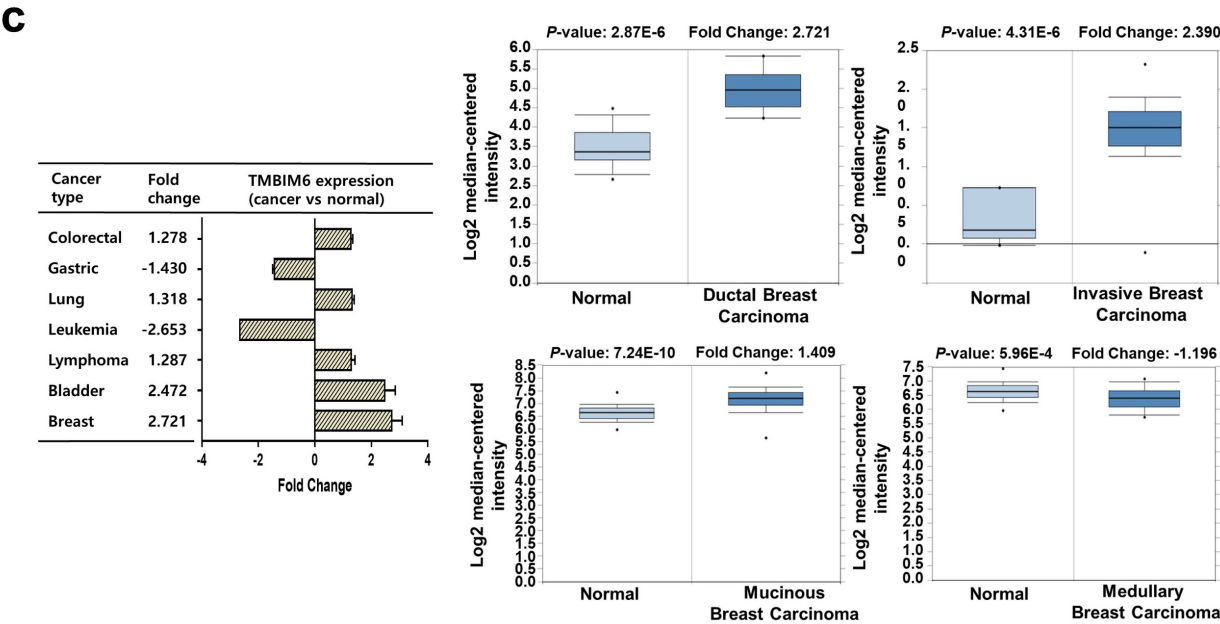 c
Cancer type Fold change TMBIM6 expression (cancer vs normal)
Colorectal 1.278
Gastric -1.430
Lung 1.318
Leukemia -2.653
Lymphoma 1.287
Bladder 2.472
Breast 2.721
-4 -2 0 2 4
Fold Change
P-value: 2.87E-6 Fold Change: 2.721
Log2 median-centered
intensity
6.0
5.5
5.0
4.5
4.0
3.5
3.0
2.5
2.0
1.5
1.0
0.5
0.0
Normal
Ductal Breast
Carcinoma
P-value: 4.31E-6 Fold Change: 2.390
Log2 median-centered
intensity
2.5
2.
0
1.
5
1.
0
0.
5
0.
0
Normal
Invasive Breast
Carcinoma
P-value: 7.24E-10 Fold Change: 1.409
Log2 median-centered
intensity
8.5
8.0
7.5
7.0
6.5
6.0
5.5
5.0
4.5
4.0
3.5
3.0
2.5
2.0
1.5
1.0
0.5
0.0
Normal
Mucinous
Breast Carcinoma
P-value: 5.96E-4 Fold Change: -1.196
Log2 median-centered
intensity
7.5
7.0
6.5
6.0
5.5
5.0
4.5
4.0
3.5
3.0
2.5
2.0
1.5
1.0
0.5
0.0
Normal
Medullary
Breast Carcinoma